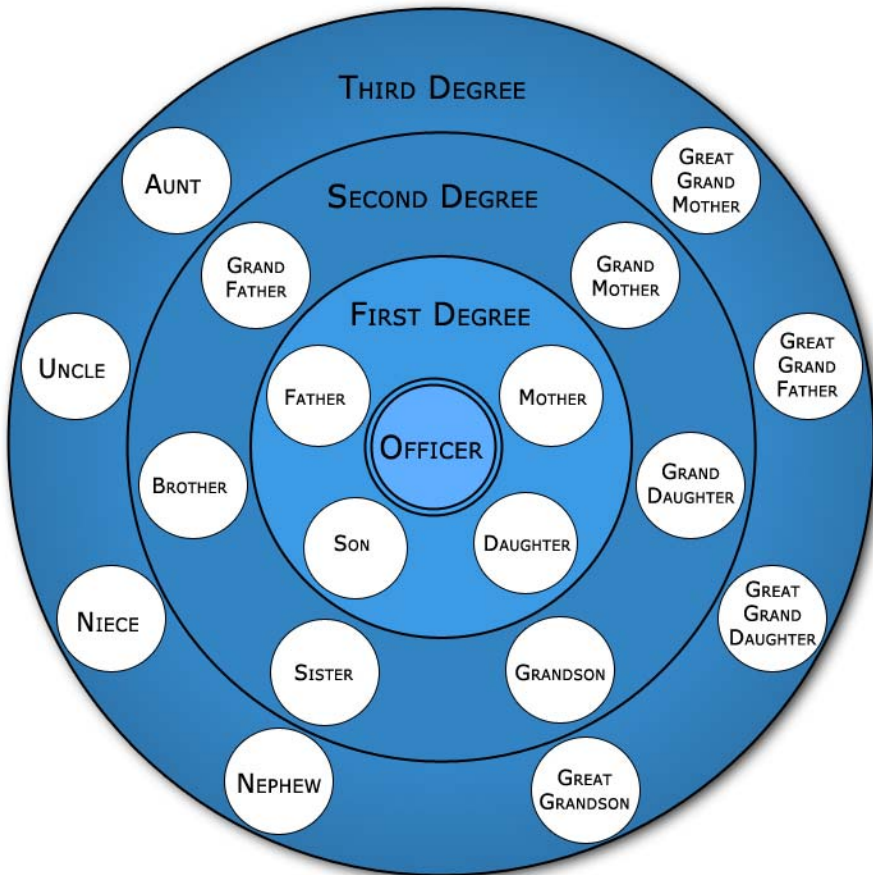 Third Degree
Aunt
Great
Grand
Mother
Second Degree
Grand
Father
Grand
Mother
First Degree
Uncle
Great
Grand
Father
Father
Mother
Officer
Brother
Grand
Daughter
Son
Daughter
Niece
Great
Grand
Daughter
Sister
Grandson
Nephew
Great
Grandson